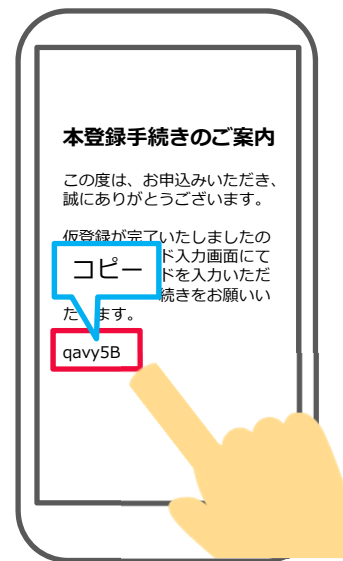 本登録手続きのご案内
この度は、お申込みいただき、
誠にありがとうございます。
仮登録が完了いたしましたの
ド入力画面にて
コピー
ドを入力いただ
続きをお願いい
た ます。
qavy5B